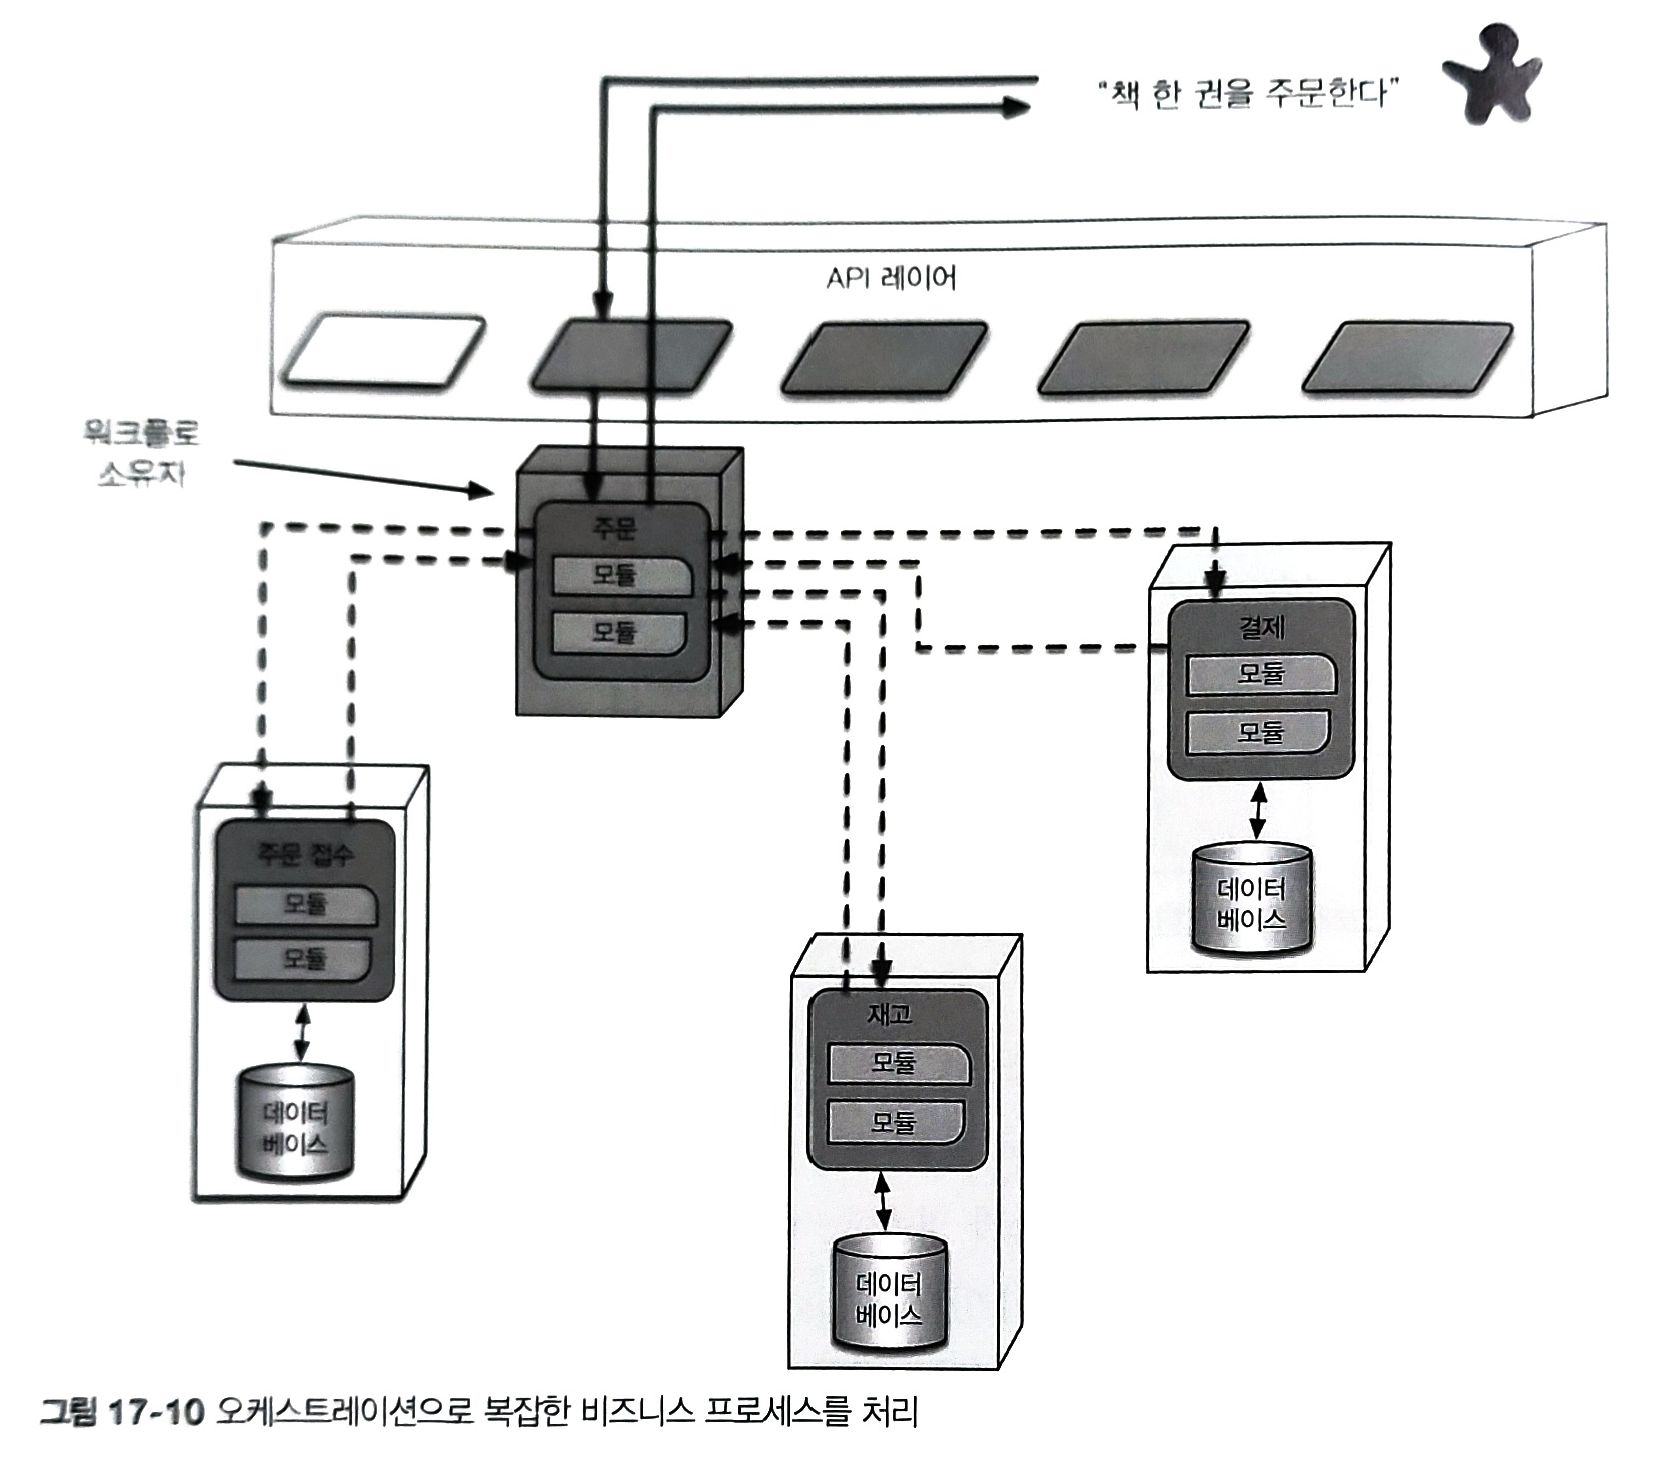 "책 한 권을 주문한다"
API 레이어
워크플로
소유자
주문
모듈
모듈
결제
모듈
모듈
데이터
베이스
주문 접수
모듈
모듈
데이터
베이스
재고
모듈
모듈
데이터
베이스
그림 17-10 오케스트레이션으로 복잡한 비즈니스 프로세스를 처리